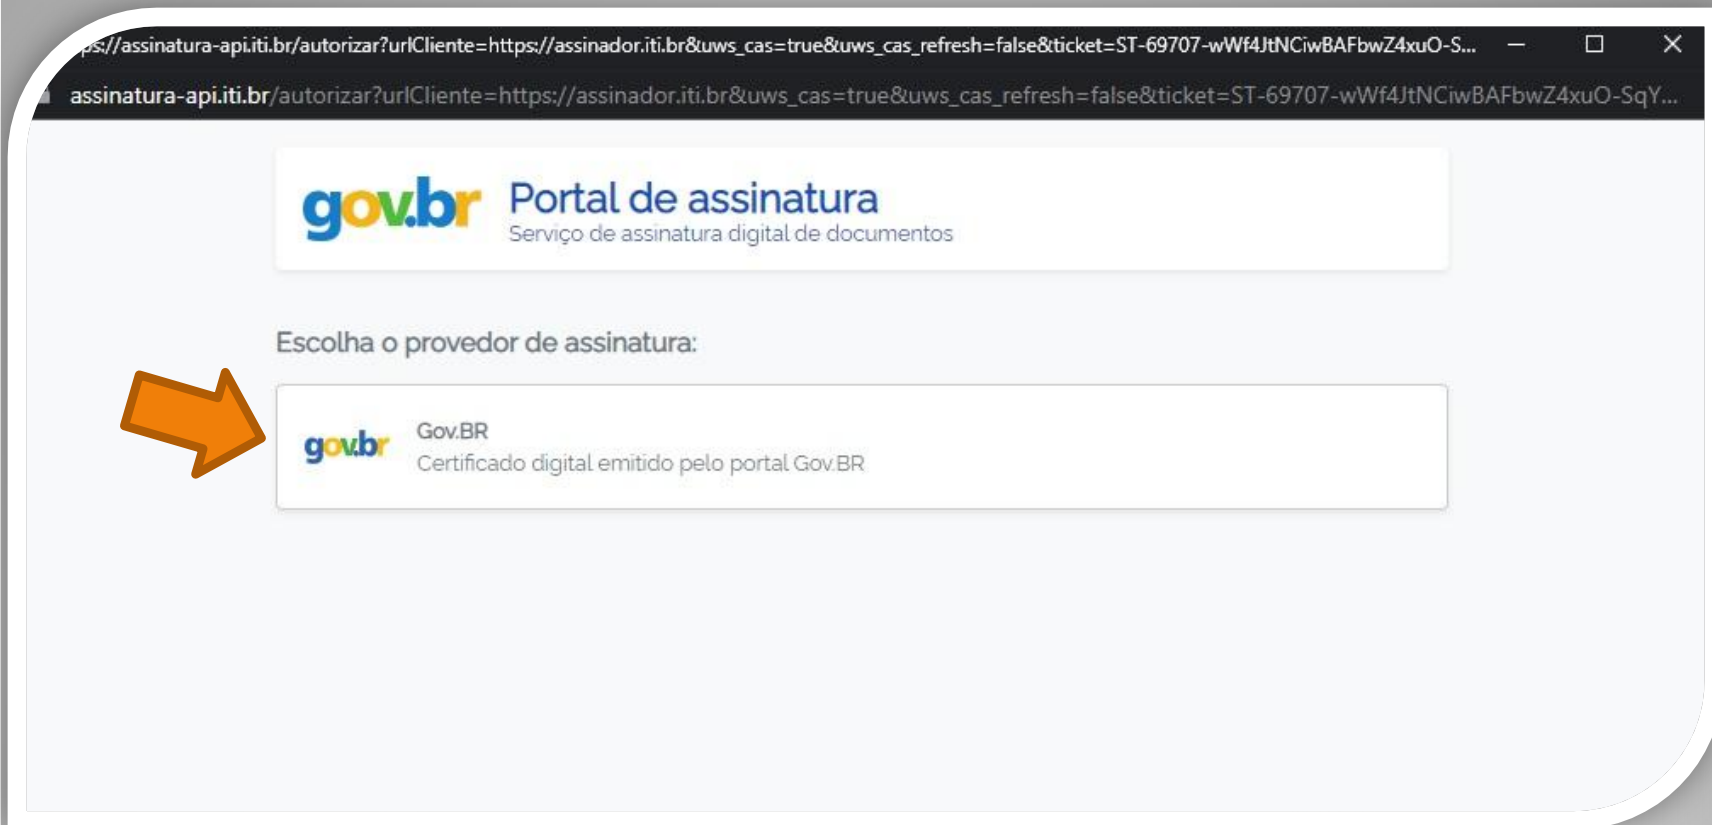 ps://assinatura-api.iti.br/autorizar?urlCliente=https://assinador.iti.br&uws_cas=true&uws_cas_refresh=false&ticket=ST-69707-wWf4JtNCiwBAFbwZ4xuO-S...
assinatura-api.iti.br/autorizar?urlCliente=https://assinador.iti.br&uws_cas=true&uws_cas_refresh=false&ticket=ST-69707-wWf4JtNCiwBAFbwZ4xuO-SqY...
gov.br
Portal de assinatura
Serviço de assinatura digital de documentos
Escolha o provedor de assinatura:
gov.br
Gov.BR
Certificado digital emitido pelo portal Gov.BR